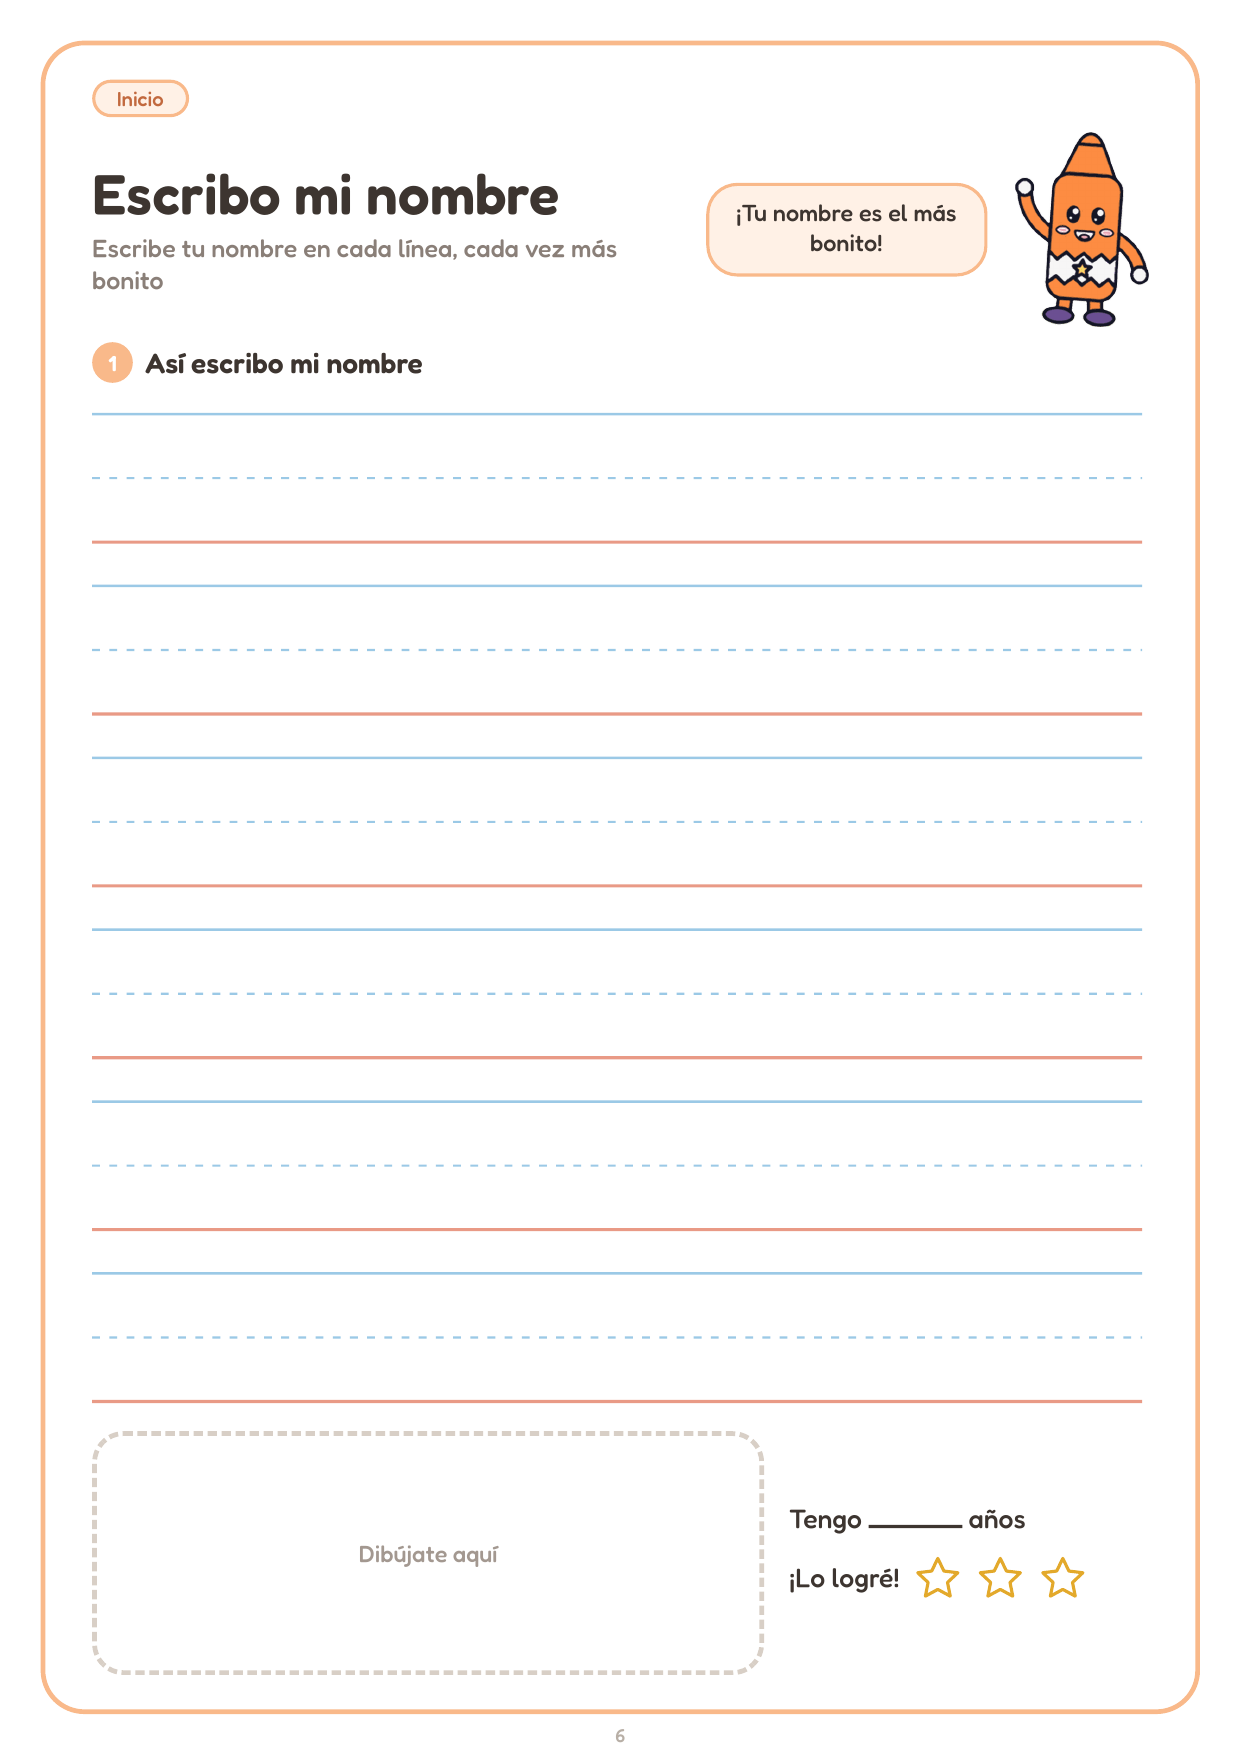 Inicio
Escribo mi nombre
Escribe tu nombre en cada línea, cada vez más
bonito
¡Tu nombre es el más
bonito!
1 Así escribo mi nombre
Dibújate aquí
Tengo ______ años
¡Lo logré!
6